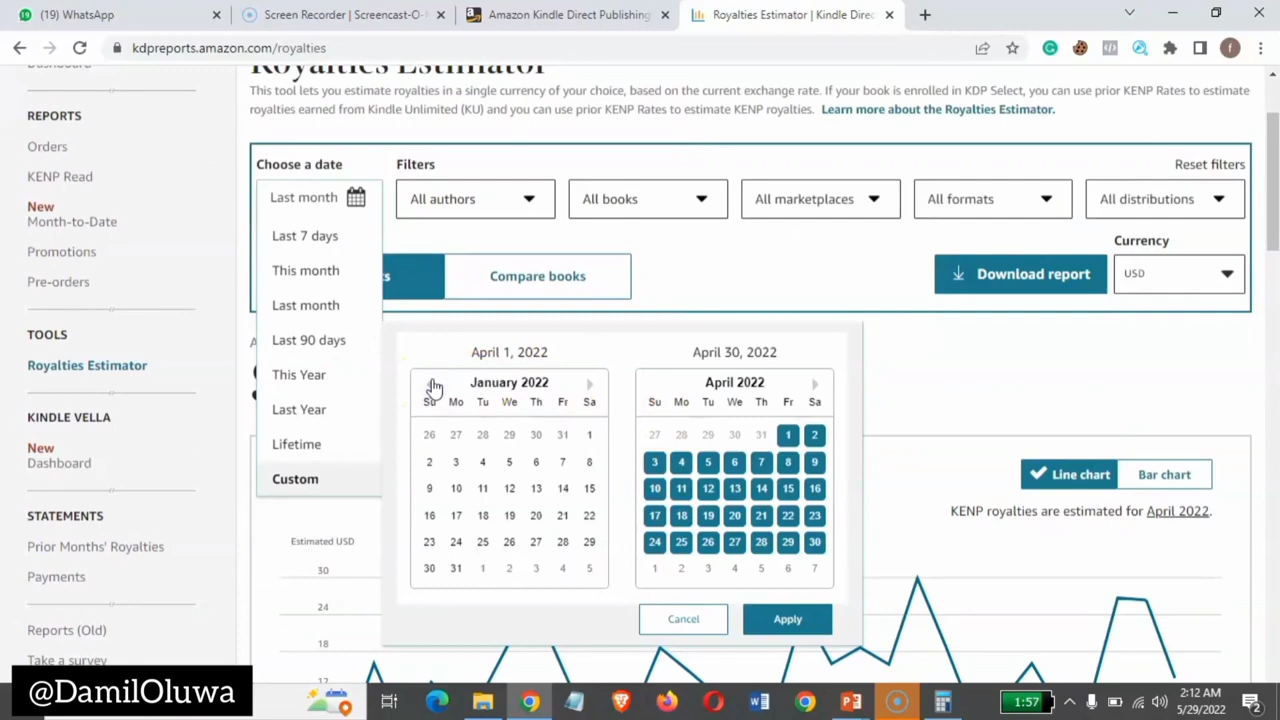 (19) WhatsApp
Screen Recorder | Screencast-O-
Amazon Kindle Direct Publishing
Royalties Estimator | Kindle Direc
kdpreports.amazon.com/royalties
Dashboard
REPORTS
Orders
KENP Read
New
Month-to-Date
Promotions
Pre-orders
TOOLS
Royalties Estimator
KINDLE VELLA
New
Dashboard
STATEMENTS
Prior Months' Royalties
Payments
Reports (Old)
Take a survey
Royalties Estimator
This tool lets you estimate royalties in a single currency of your choice, based on the current exchange rate. If your book is enrolled in KDP Select, you can use prior KENP Rates to estimate
royalties earned from Kindle Unlimited (KU) and you can use prior KENP Rates to estimate KENP royalties. Learn more about the Royalties Estimator.
Choose a date
Filters
Reset filters
Last month
All authors
All books
All marketplaces
All formats
All distributions
Last 7 days
This month
Last month
Last 90 days
This Year
Last Year
Lifetime
Custom
Compare books
Currency
Download report
USD
April 1, 2022
April 30, 2022
January 2022
Su Mo Tu We Th Fr Sa
26 27 28 29 30 31 1
2 3 4 5 6 7 8
9 10 11 12 13 14 15
16 17 18 19 20 21 22
23 24 25 26 27 28 29
30 31 1 2 3 4 5
April 2022
Su Mo Tu We Th Fr Sa
27 28 29 30 31 1 2
3 4 5 6 7 8 9
10 11 12 13 14 15 16
17 18 19 20 21 22 23
24 25 26 27 28 29 30
1 2 3 4 5 6 7
Cancel
Apply
Line chart
Bar chart
KENP royalties are estimated for April 2022.
Estimated USD
30
24
18
12
@DamilOluwa
1:57
2:12 AM
5/29/2022
2